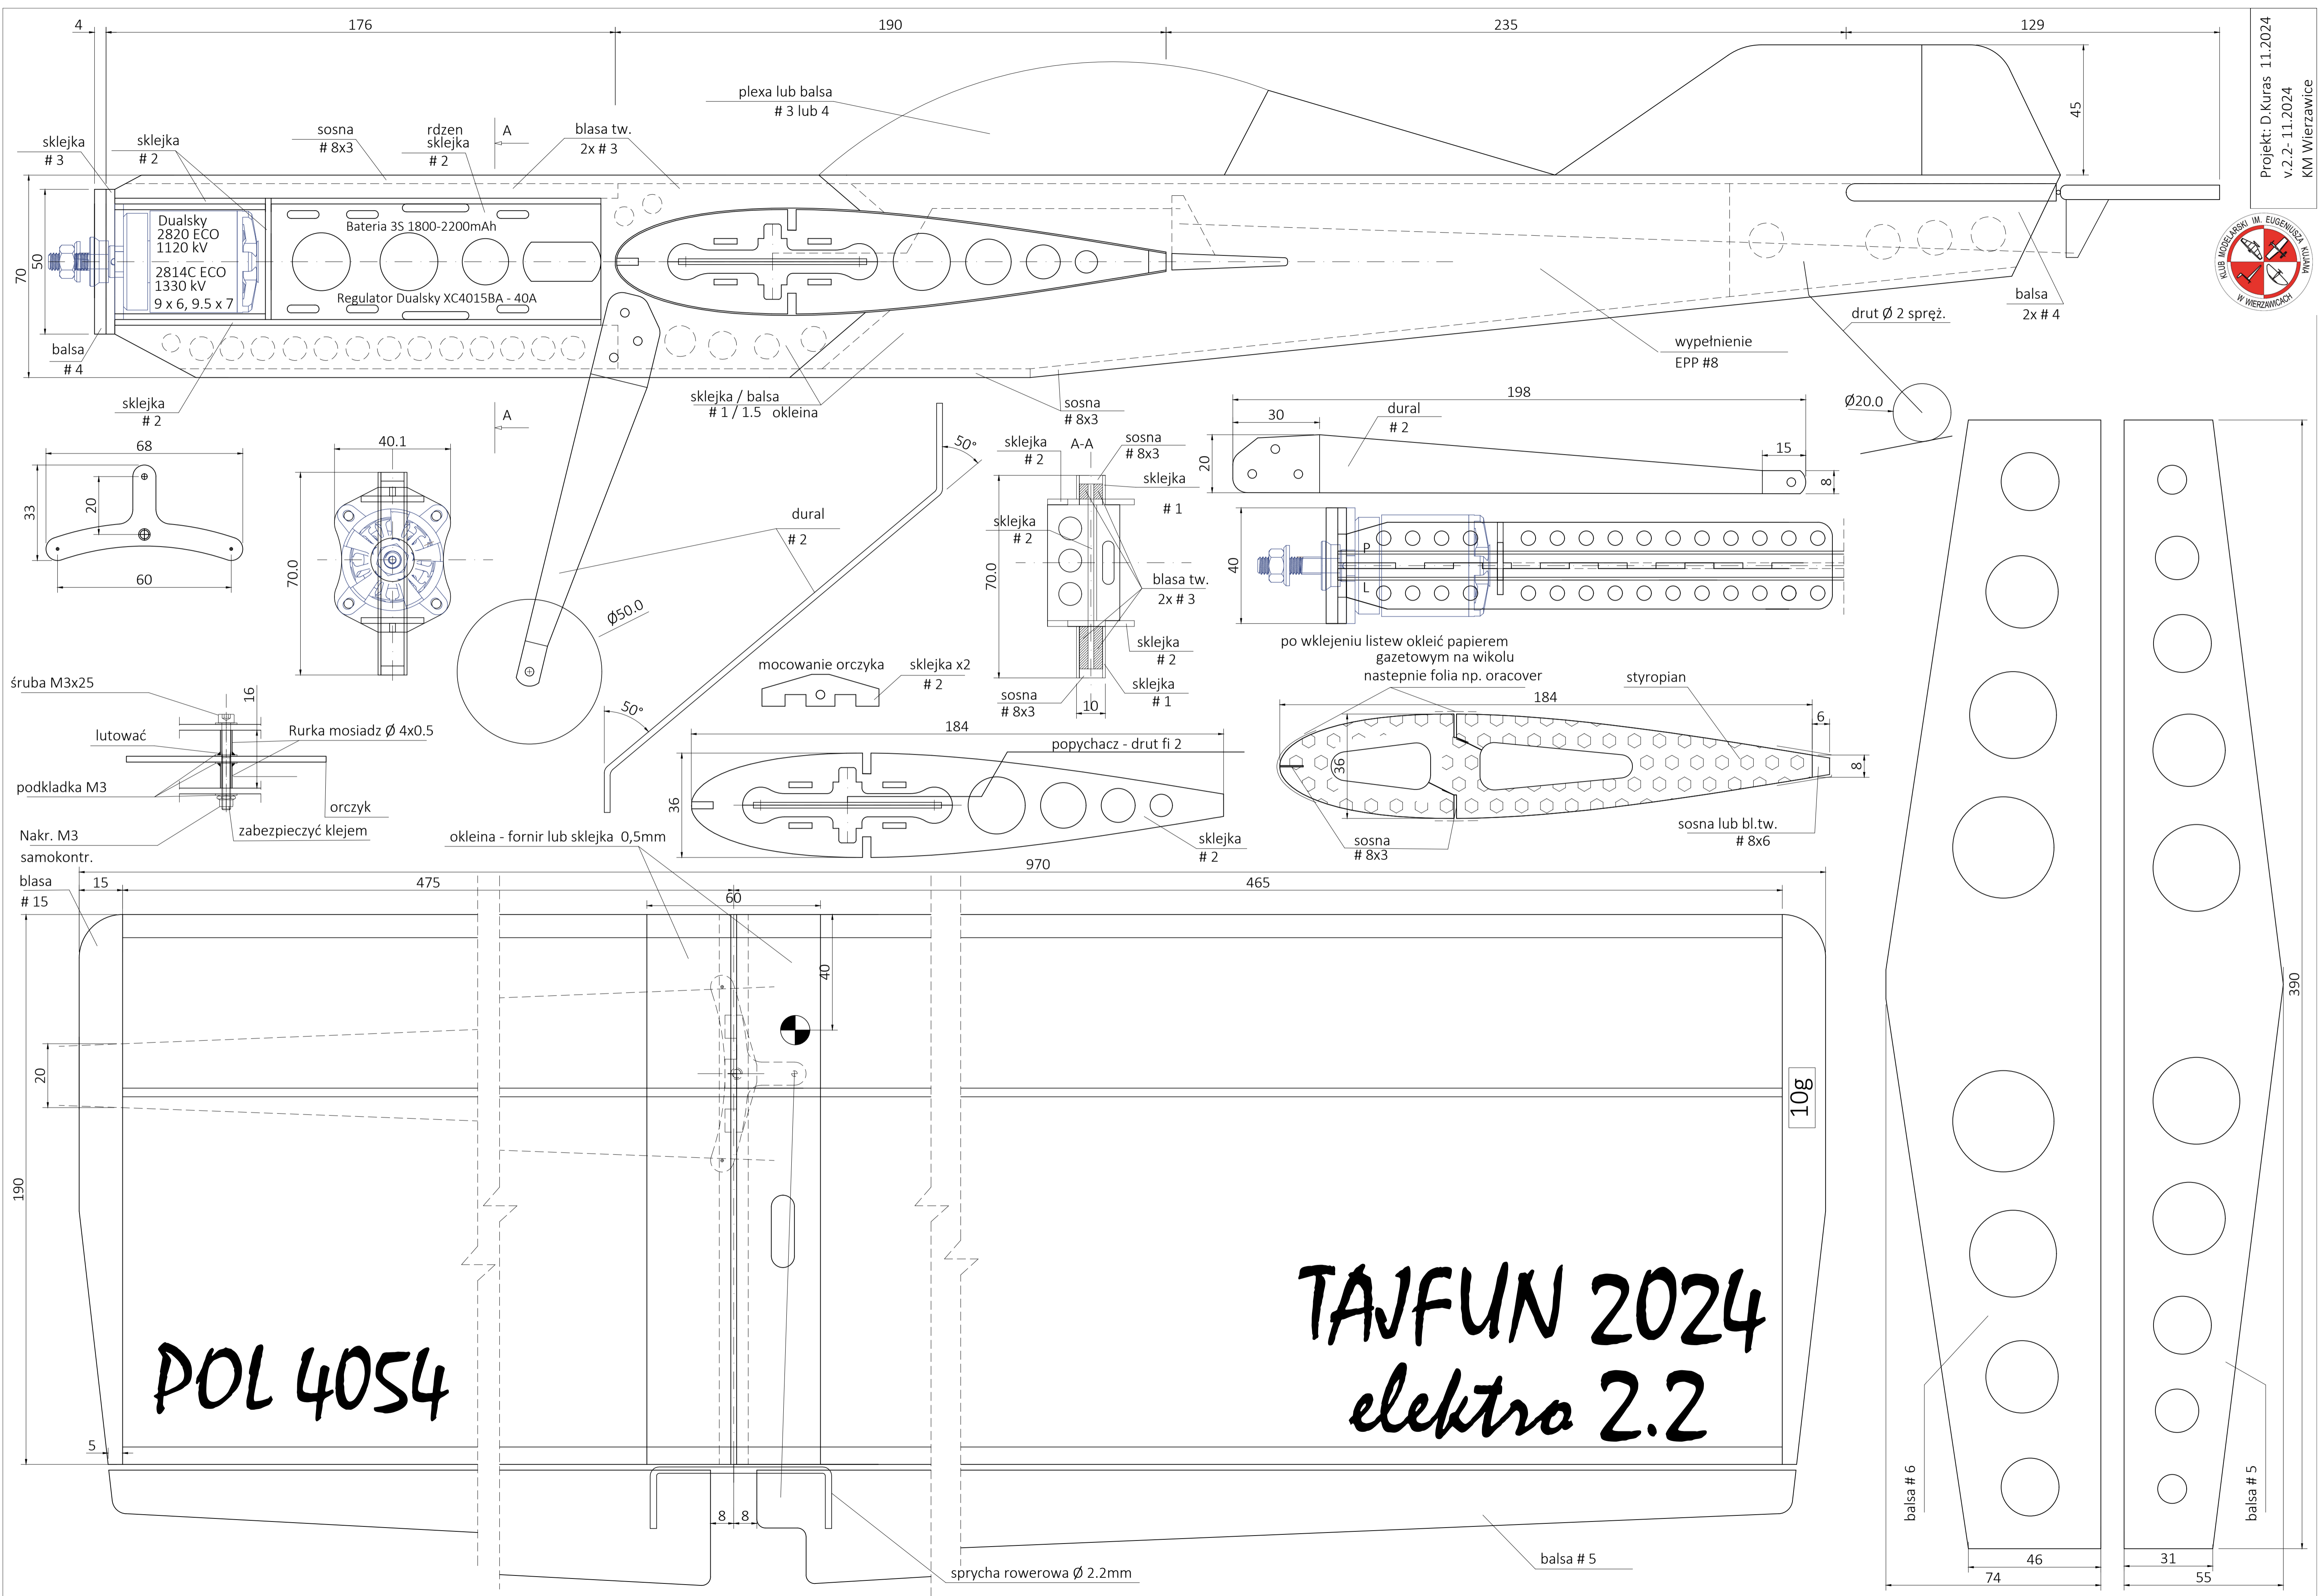 4
176
190
235
129
Projekt: D.Kuras 11.2024
v.2.2- 11.2024
KM Wierzawice
KLUB MODELARSKI IM. EUGENIUSZA KUJANA
W WIERZAWICACH
45
plexa lub balsa
# 3 lub 4
sklejka
# 3
sklejka
# 2
sosna
# 8x3
rdzen
sklejka
# 2
A
blasa tw.
2x # 3
70
50
Dualsky
2820 ECO
1120 kV
2814C ECO
1330 kV
9 x 6, 9.5 x 7
Bateria 3S 1800-2200mAh
Regulator Dualsky XC4015BA - 40A
balsa
# 4
sklejka
# 2
A
sklejka / balsa
# 1 / 1.5 okleina
sosna
# 8x3
wypełnienie
EPP #8
drut Ø 2 spręż.
balsa
2x # 4
Ø20.0
68
33
20
60
40.1
70.0
Ø50.0
50°
50°
dural
# 2
A-A
sklejka
# 2
sosna
# 8x3
sklejka
# 1
sklejka
# 2
70.0
blasa tw.
2x # 3
sklejka
# 2
sklejka
# 1
sosna
# 8x3
10
198
30
dural
# 2
15
20
8
40
P
L
po wklejeniu listew okleić papierem
gazetowym na wikolu
nastepnie folia np. oracover
styropian
184
6
36
8
sosna
# 8x3
sosna lub bl.tw.
# 8x6
mocowanie orczyka
sklejka x2
# 2
184
popychacz - drut fi 2
36
sklejka
# 2
śruba M3x25
16
lutować
Rurka mosiadz Ø 4x0.5
podkladka M3
orczyk
Nakr. M3
samokontr.
zabezpieczyć klejem
okleina - fornir lub sklejka 0,5mm
970
blasa
# 15
15
475
60
465
40
190
20
10g
5
POL 4054
TAJFUN 2024
elektro 2.2
8
8
sprycha rowerowa Ø 2.2mm
balsa # 5
balsa # 6
balsa # 5
390
46
74
31
55